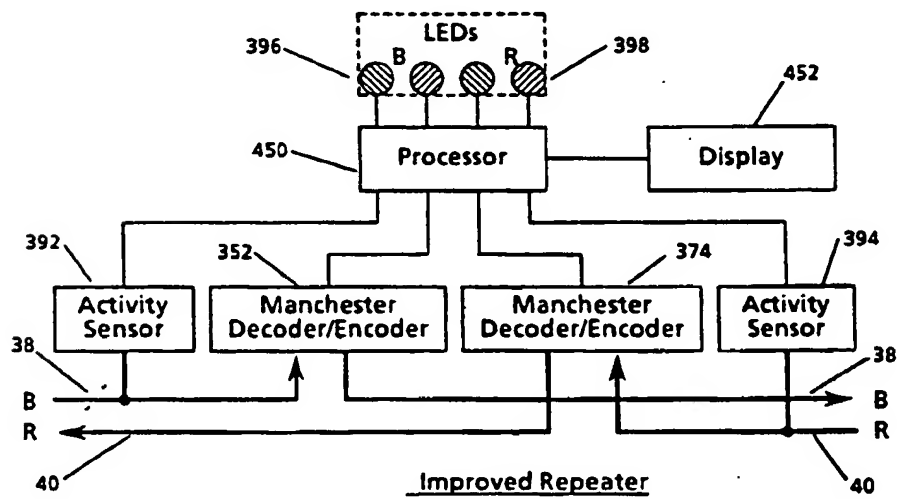 LEDs
396
B
R
398
452
450
Processor
Display
392
352
374
394
Activity
Sensor
Manchester
Decoder/Encoder
Manchester
Decoder/Encoder
Activity
Sensor
38
38
B
B
R
R
40
40
Improved Repeater